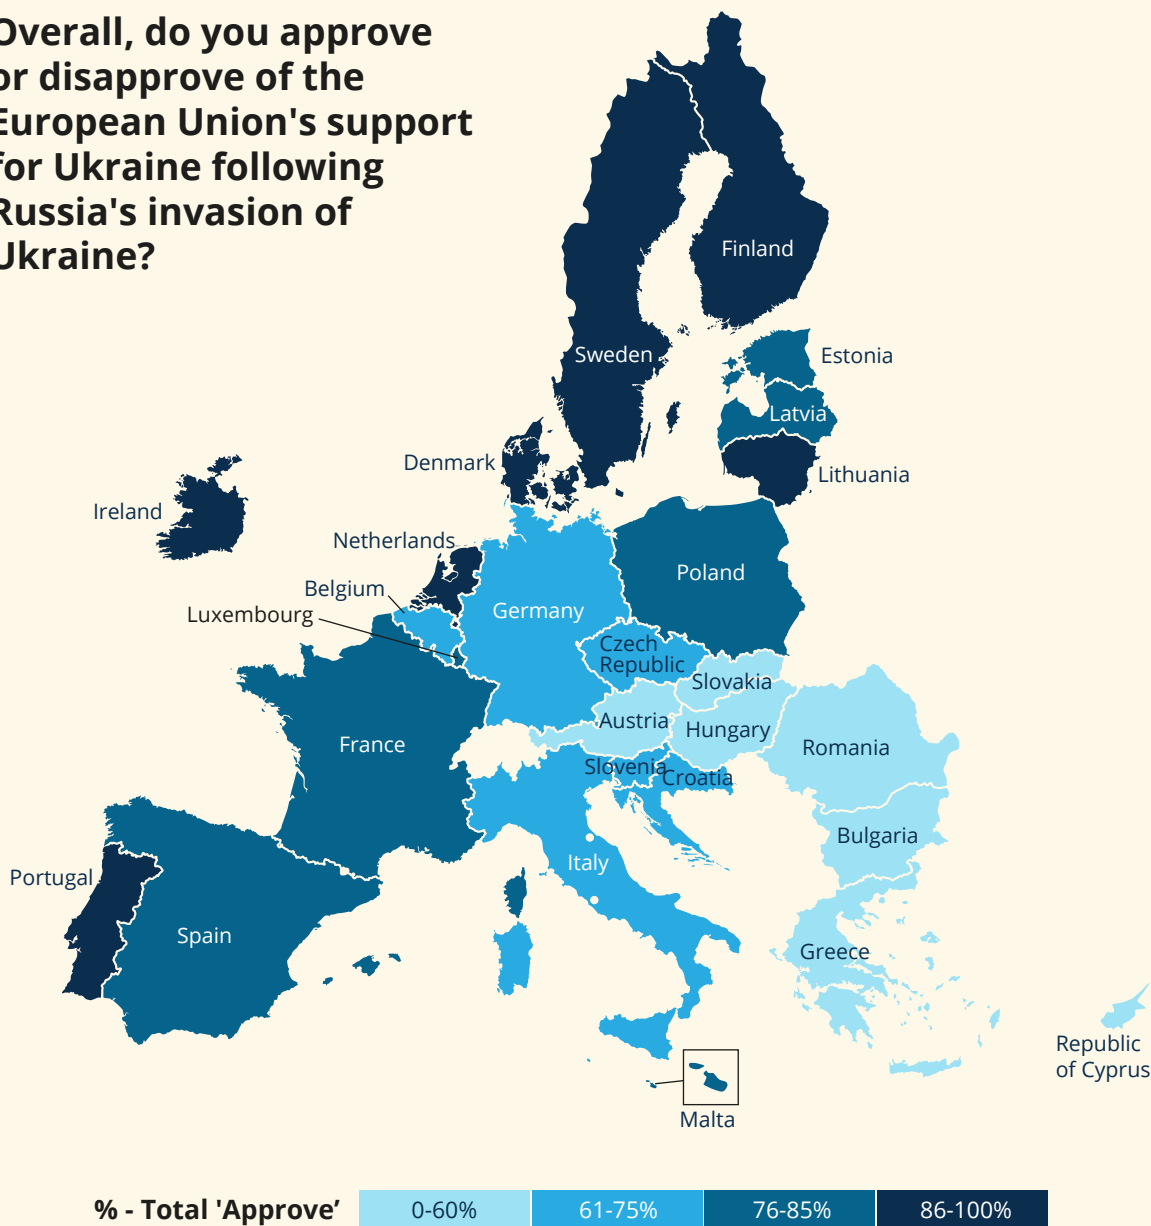 Overall, do you approve
or disapprove of the
European Union's support
for Ukraine following
Russia's invasion of
Ukraine?
Finland
Sweden
Estonia
Latvia
Denmark
Lithuania
Ireland
Netherlands
Poland
Belgium
Germany
Luxembourg
Czech
Republic
Slovakia
Austria
Hungary
France
Romania
Slovenia
Croatia
Bulgaria
Italy
Portugal
Spain
Greece
Republic
of Cyprus
Malta
% - Total 'Approve’ 0-60% 61-75% 76-85% 86-100%